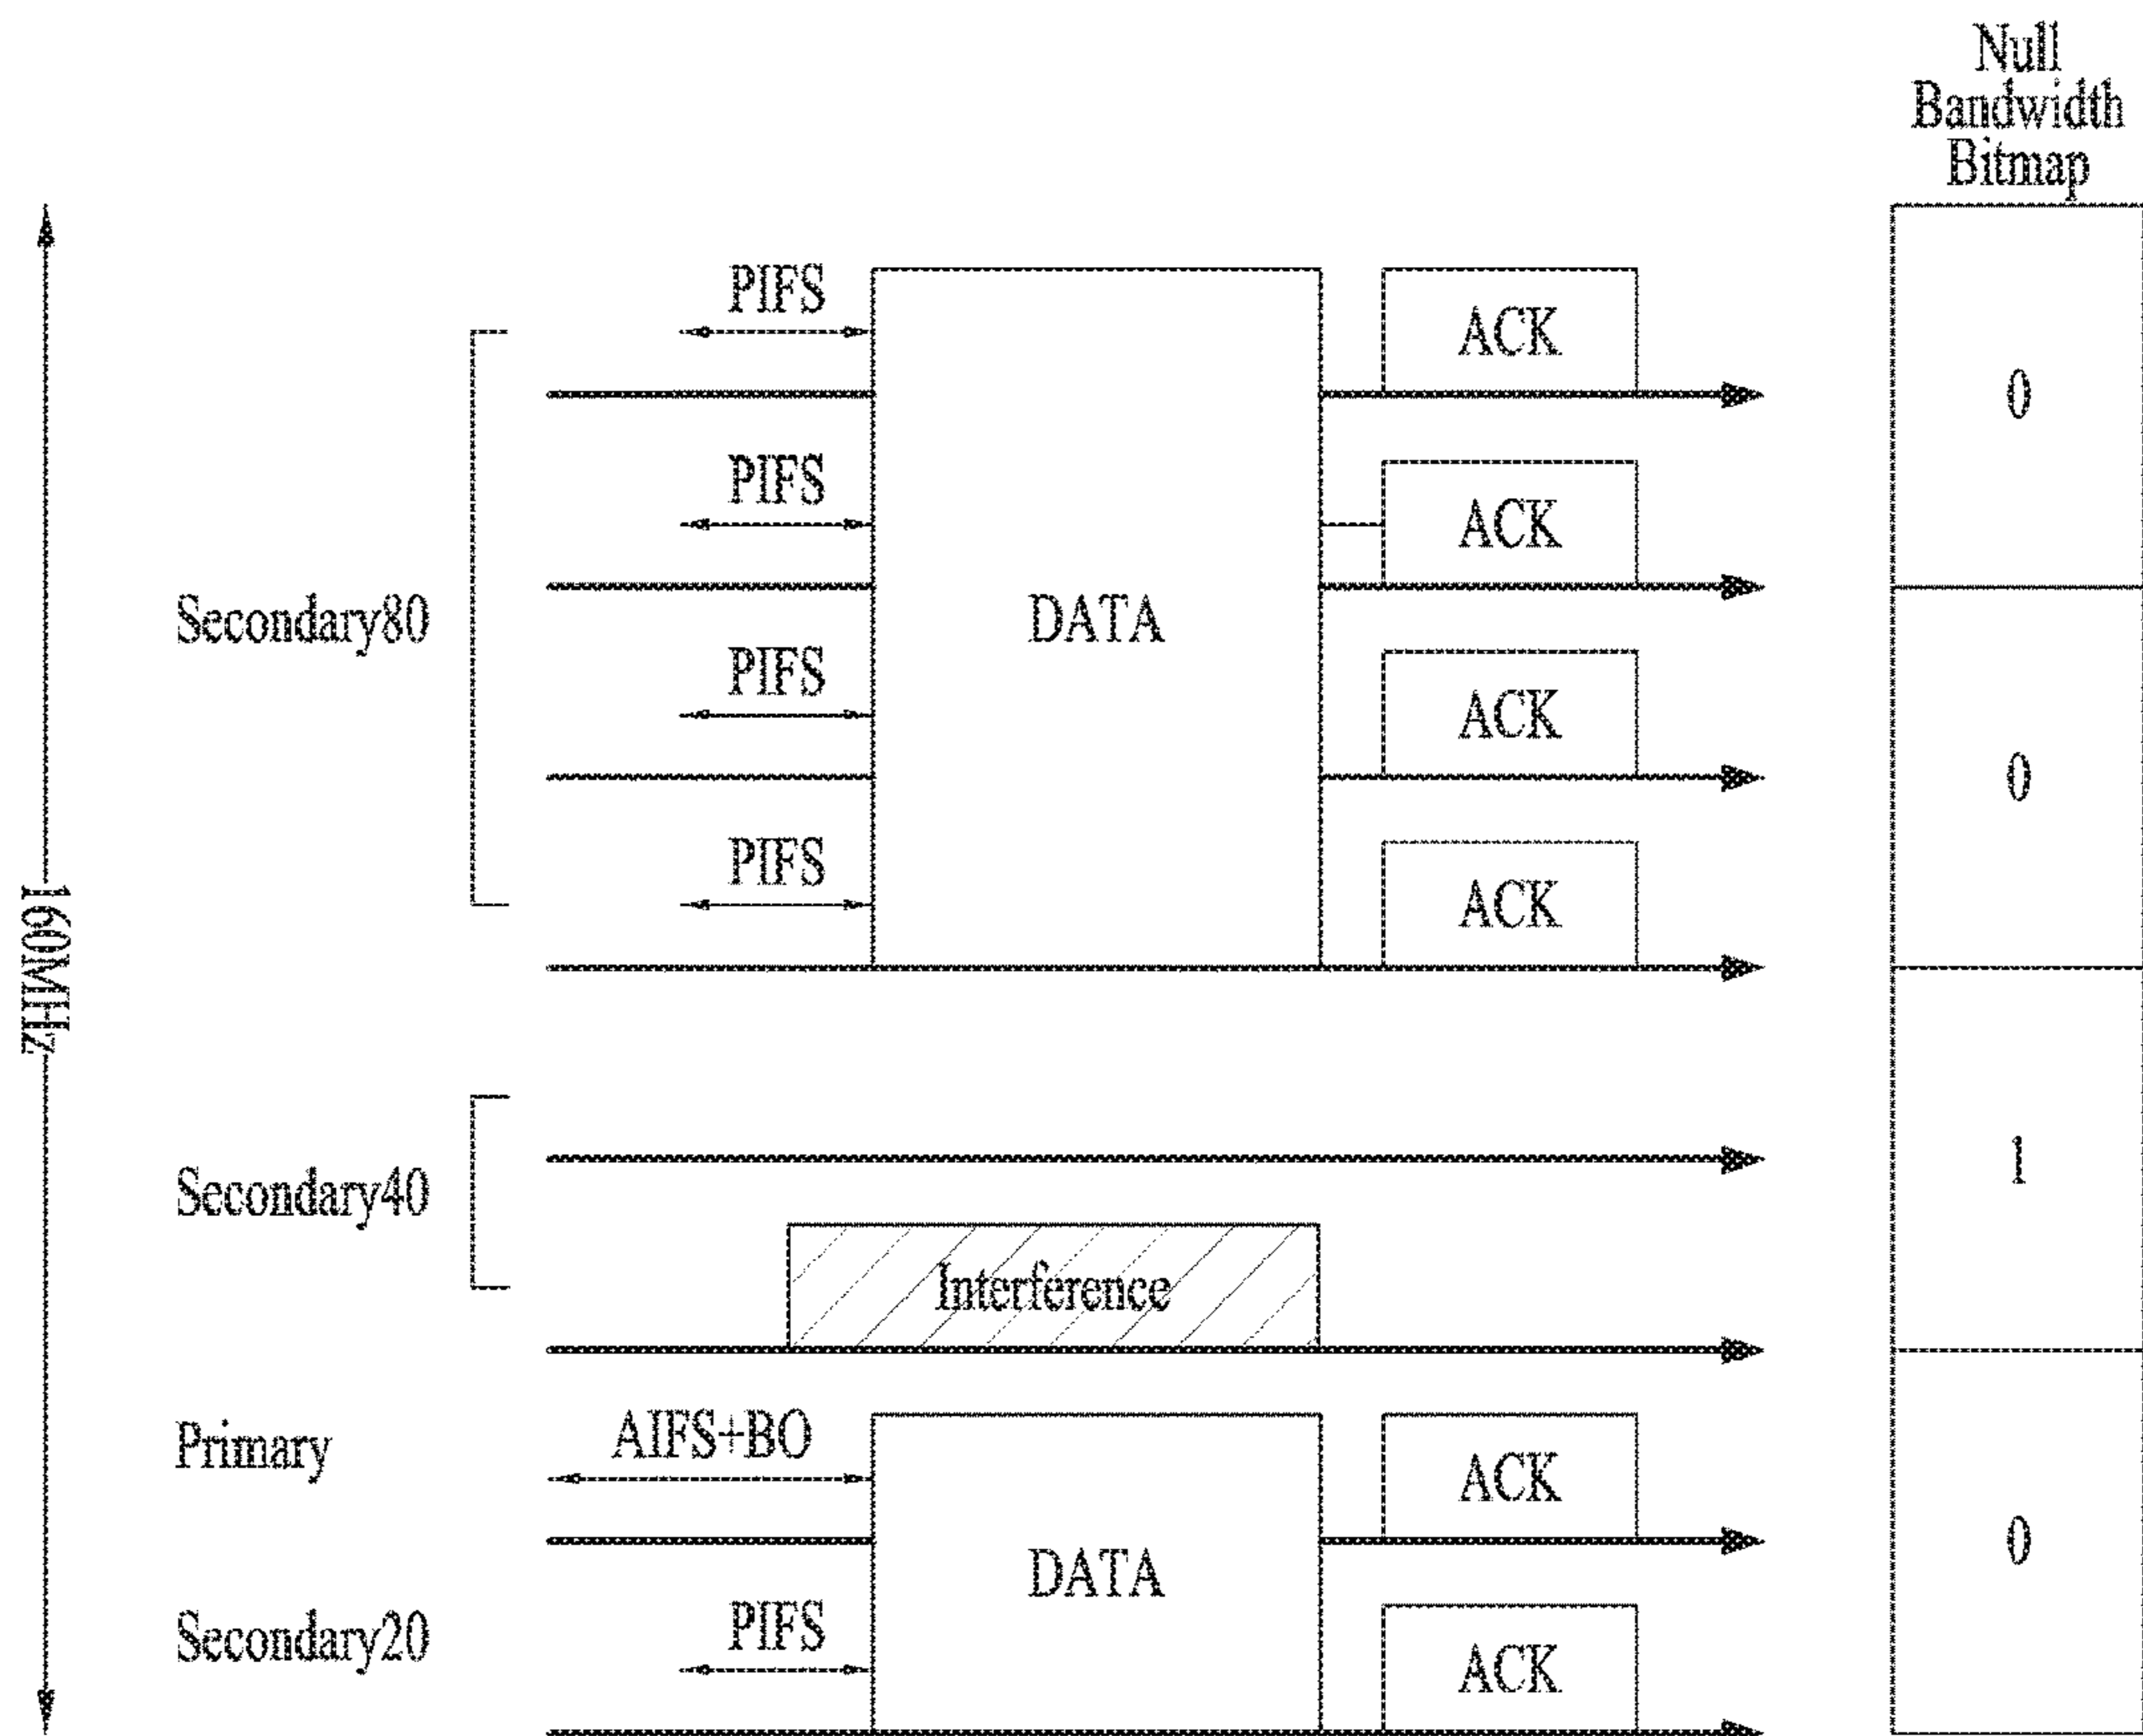 Null
Bandwidth
Bitmap
PIFS
ACK
0
PIFS
ACK
Secondary80
DATA
PIFS
ACK
0
PIFS
ACK
160MHz
Secondary40
1
Interference
Primary
AIFS+BO
ACK
DATA
0
Secondary20
PIFS
ACK